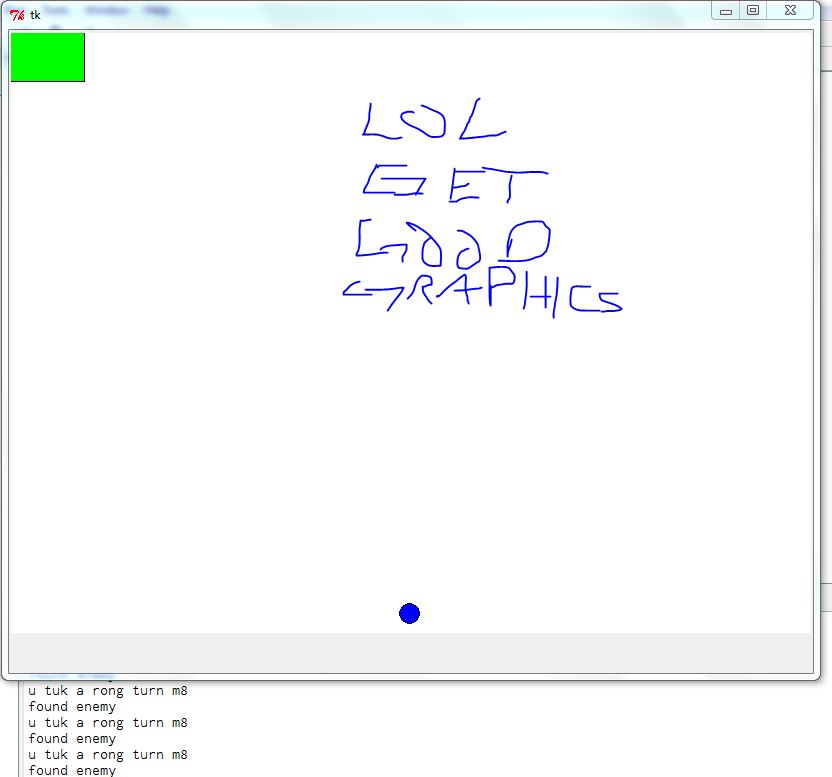 tk
LOL
GET
GOOD
GRAPHICS
u tuk a rong turn m8
found enemy
u tuk a rong turn m8
found enemy
u tuk a rong turn m8
found enemy